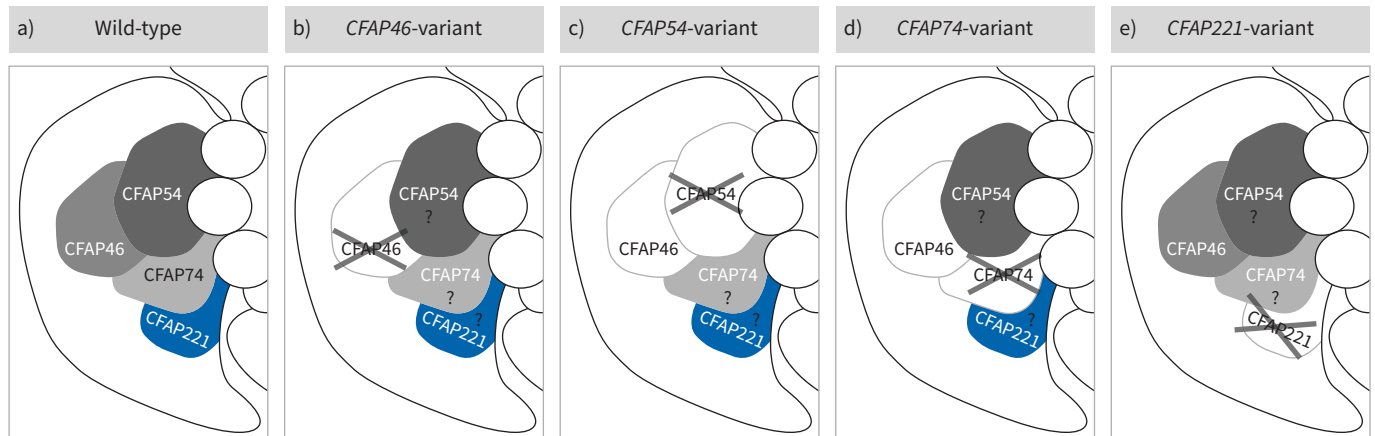 a) Wild-type
CFAP54
CFAP46
CFAP74
CFAP221
b) CFAP46-variant
CFAP54
?
CFAP46
CFAP74
?
?
CFAP221
c) CFAP54-variant
CFAP54
CFAP46
CFAP74
?
?
CFAP221
d) CFAP74-variant
CFAP54
?
CFAP46
CFAP74
?
CFAP221
e) CFAP221-variant
CFAP54
?
CFAP46
CFAP74
?
CFAP221